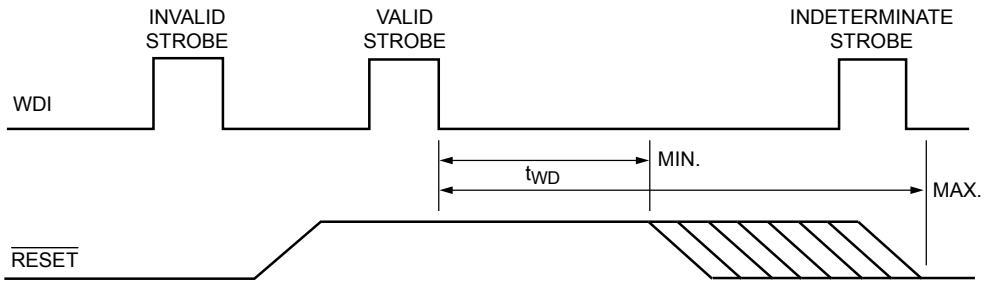 INVALID
STROBE
VALID
STROBE
INDETERMINATE
STROBE
WDI
MIN.
tWD
MAX.
RESET